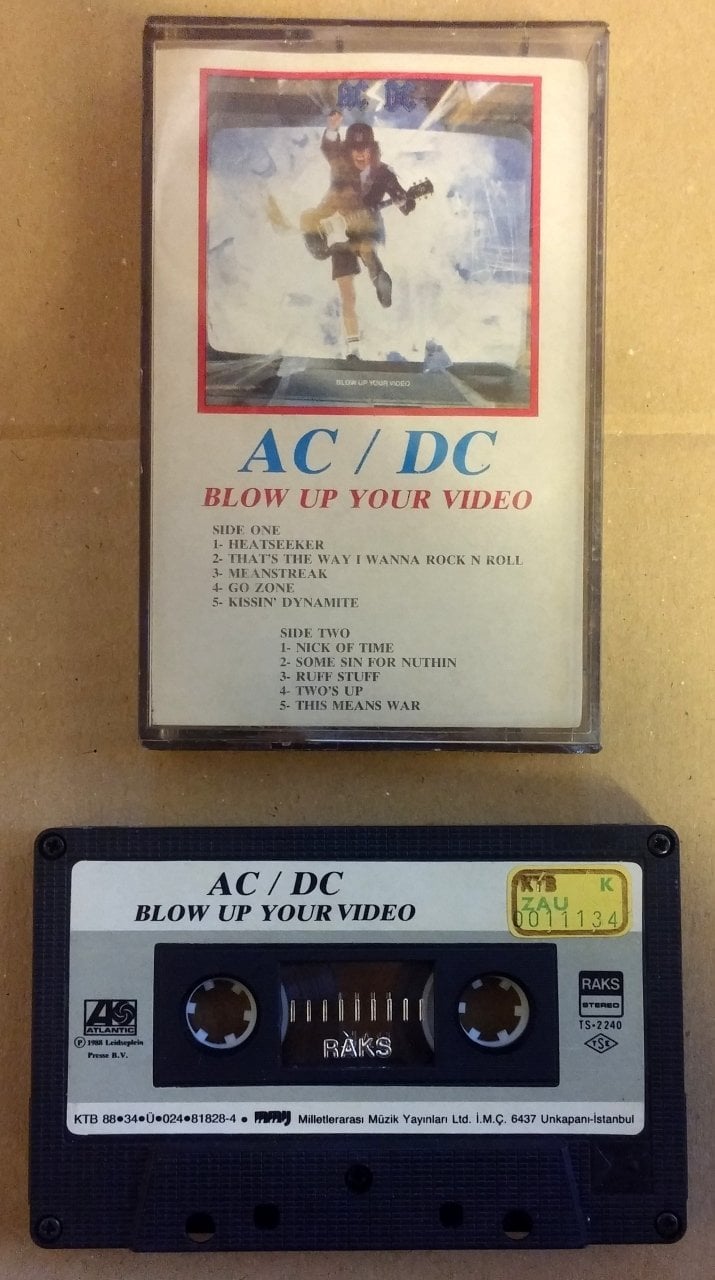 AC DC
BLOW UP YOUR VIDEO
AC / DC
BLOW UP YOUR VIDEO
SIDE ONE
1- HEATSEEKER
2- THAT'S THE WAY I WANNA ROCK N ROLL
3- MEANSTREAK
4- GO ZONE
5- KISSIN' DYNAMITE
SIDE TWO
1- NICK OF TIME
2- SOME SIN FOR NUTHIN
3- RUFF STUFF
4- TWO'S UP
5- THIS MEANS WAR
AC / DC
BLOW UP YOUR VIDEO
KTB K
ZAU
0011134
ATLANTIC
Ⓟ 1988 Leidseplein
Presse B.V.
RAKS
RAKS
STEREO
TS-2240
TSE
KTB 88•34•Ü•024•81828-4 • mmy Milletlerarası Müzik Yayınları Ltd. İ.M.Ç. 6437 Unkapanı-İstanbul